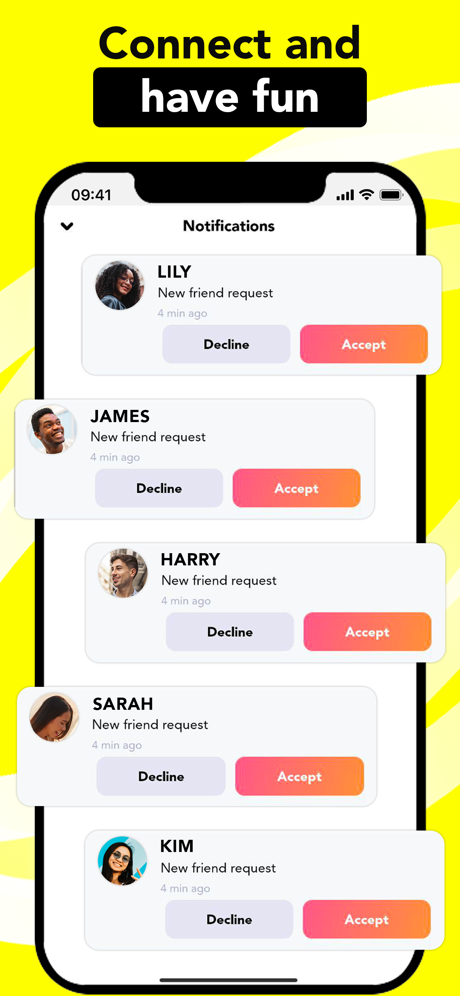 Connect and
have fun
09:41
Notifications
LILY
New friend request
4 min ago
Decline Accept
JAMES
New friend request
4 min ago
Decline Accept
HARRY
New friend request
4 min ago
Decline Accept
SARAH
New friend request
4 min ago
Decline Accept
KIM
New friend request
4 min ago
Decline Accept